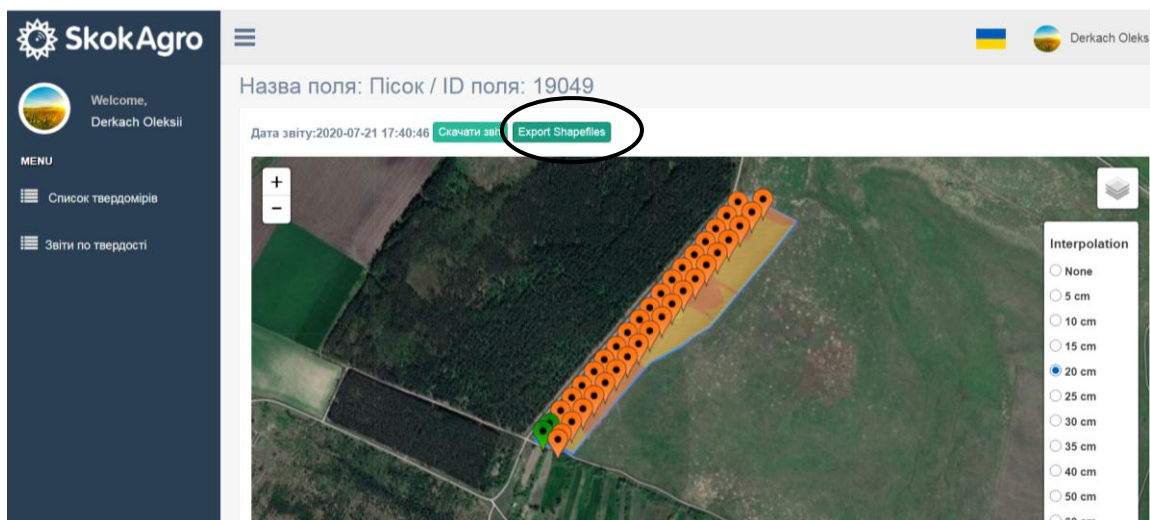 SkokAgro
Derkach Oleks
Welcome,
Derkach Oleksii
MENU
Список твердомірів
Звіти по твердості
Назва поля: Пісок / ID поля: 19049
Дата звіту:2020-07-21 17:40:46 Скачати звіт Export Shapefiles
+
−
Interpolation
None
5 cm
10 cm
15 cm
20 cm
25 cm
30 cm
35 cm
40 cm
50 cm